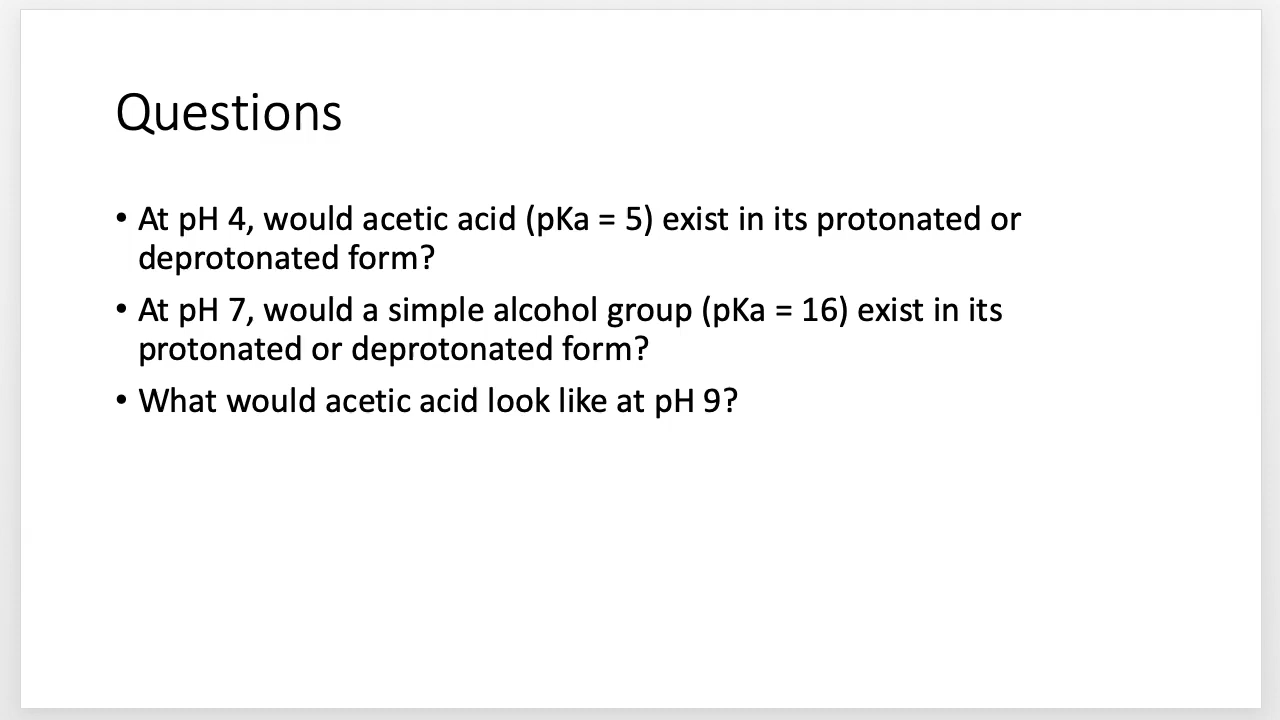 Questions
• At pH 4, would acetic acid (pKa = 5) exist in its protonated or
deprotonated form?
• At pH 7, would a simple alcohol group (pKa = 16) exist in its
protonated or deprotonated form?
• What would acetic acid look like at pH 9?